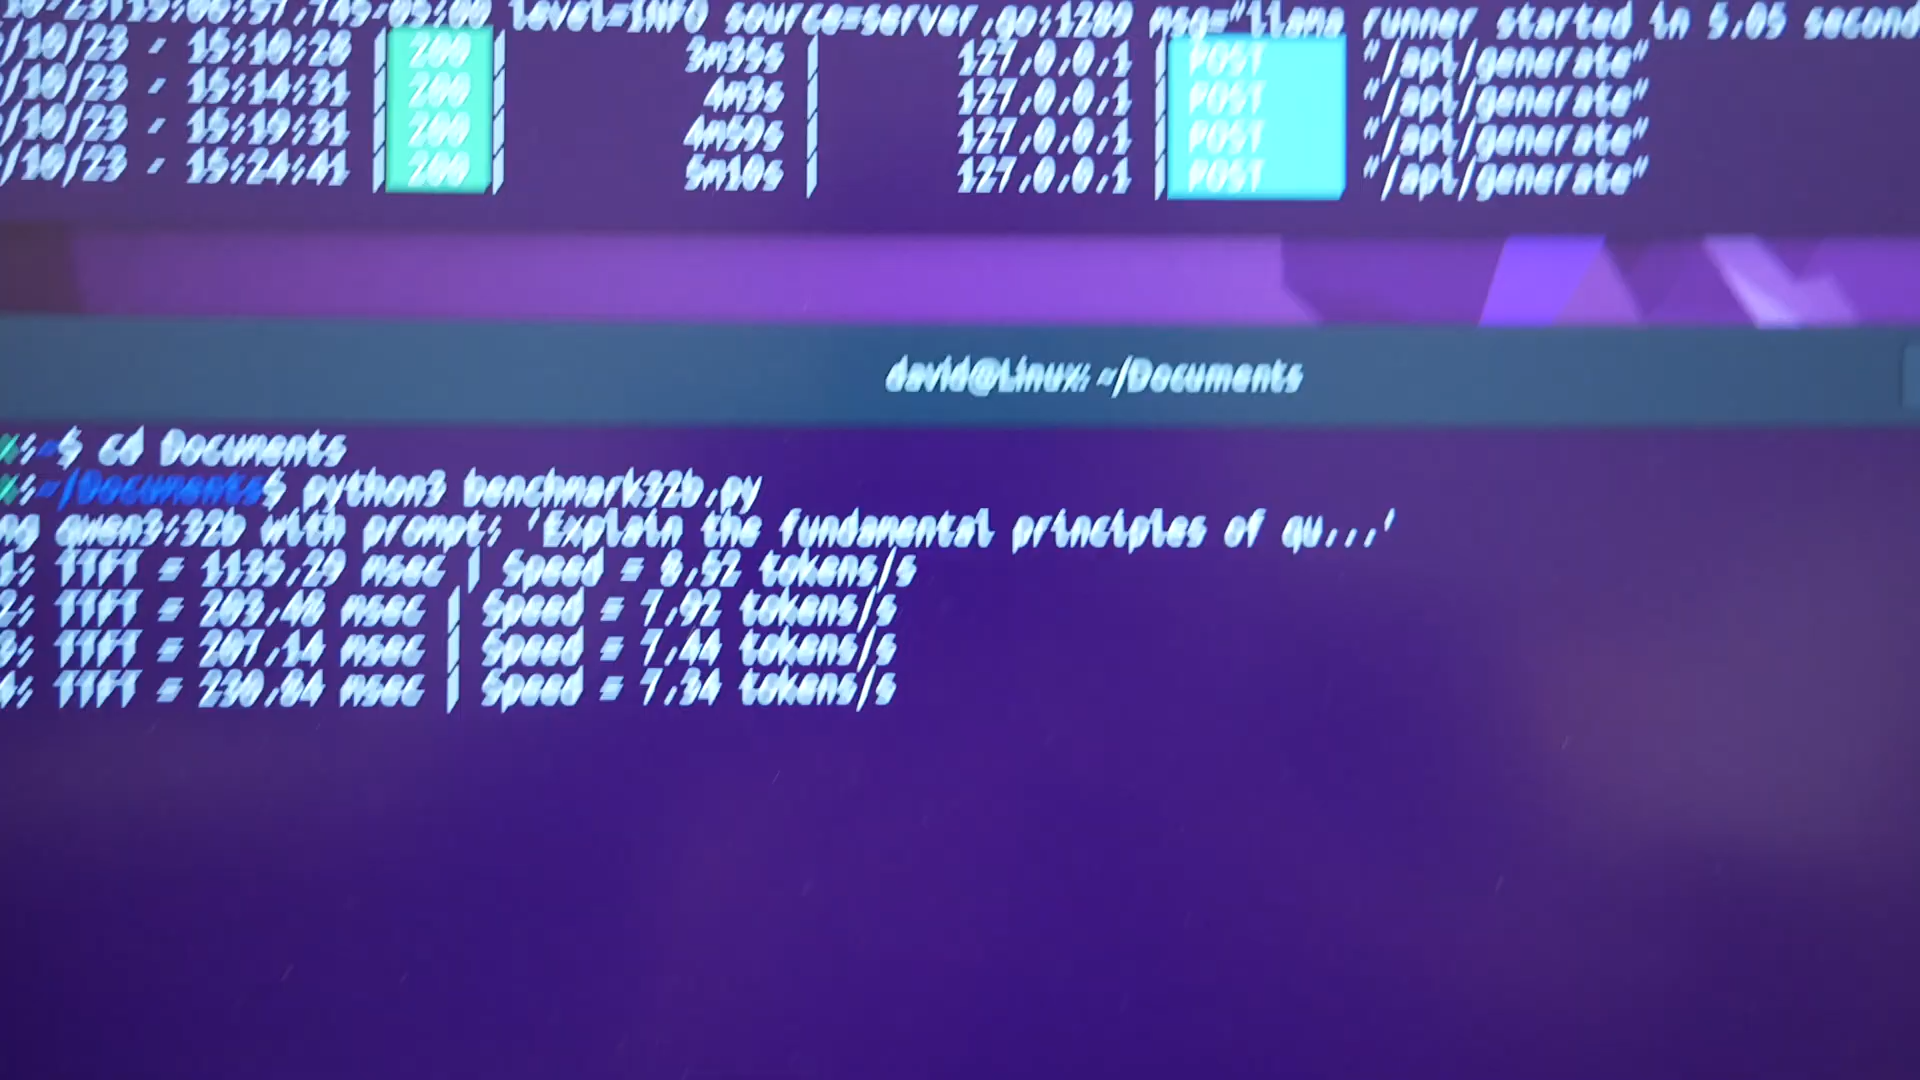 level=INFO source=server.go:1289 msg="llama runner started in 5.05 second
/10/23 - 15:10:28 | 200 | 3m35s | 127.0.0.1 | POST "/api/generate"
/10/23 - 15:14:31 | 200 | 4m3s | 127.0.0.1 | POST "/api/generate"
/10/23 - 15:19:31 | 200 | 4m59s | 127.0.0.1 | POST "/api/generate"
/10/23 - 15:24:41 | 200 | 5m10s | 127.0.0.1 | POST "/api/generate"
david@Linux: ~/Documents
x:~$ cd Documents
x:~/Documents$ python3 benchmark32b.py
ng qwen3:32b with prompt: 'Explain the fundamental principles of qu...'
1: TTFT = 1135.29 msec | Speed = 8.52 tokens/s
2: TTFT = 203.48 msec | Speed = 7.92 tokens/s
3: TTFT = 207.14 msec | Speed = 7.44 tokens/s
4: TTFT = 230.84 msec | Speed = 7.34 tokens/s